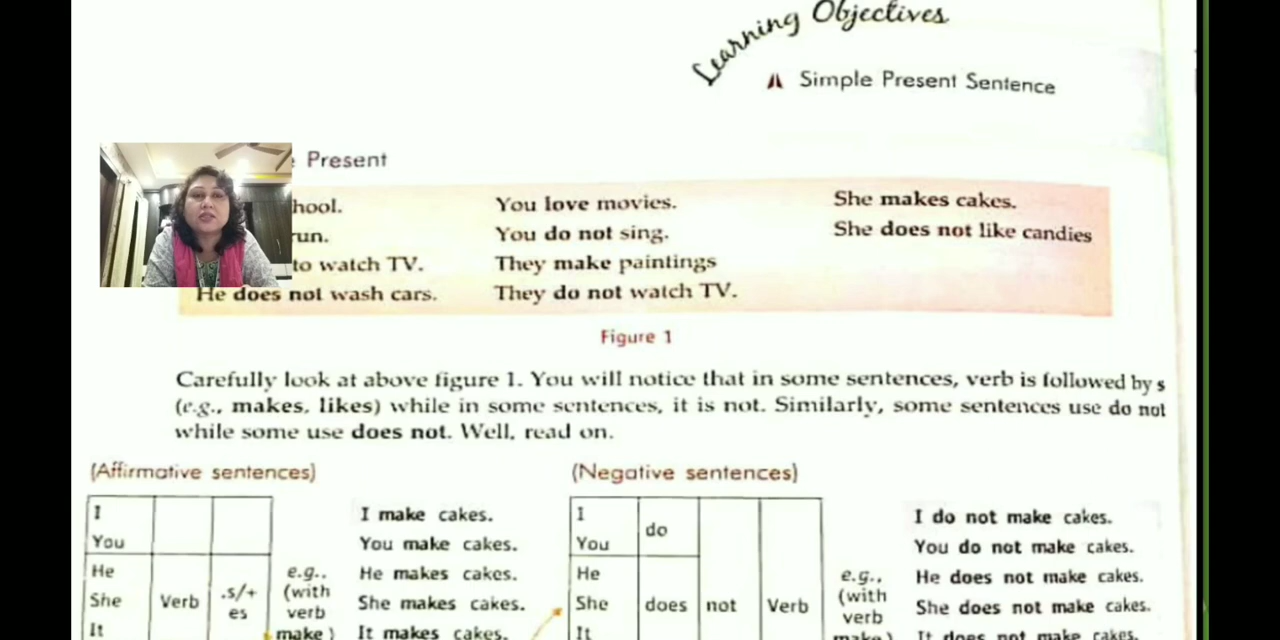 Learning Objectives
Simple Present Sentence
Present
You love movies.
She makes cakes.
You do not sing.
She does not like candies
to watch TV.
They make paintings
He does not wash cars.
They do not watch TV.
Figure 1
Carefully look at above figure 1. You will notice that in some sentences, verb is followed by s
(e.g., makes, likes) while in some sentences, it is not. Similarly, some sentences use do not
while some use does not. Well, read on.
(Affirmative sentences)
I
You
He
She
It
Verb
.s/+
es
e.g.,
(with
verb
make)
I make cakes.
You make cakes.
He makes cakes.
She makes cakes.
It makes cakes.
(Negative sentences)
I
You
He
She
It
do
does
not
Verb
e.g.,
(with
verb
make)
I do not make cakes.
You do not make cakes.
He does not make cakes.
She does not make cakes.
It does not make cakes.